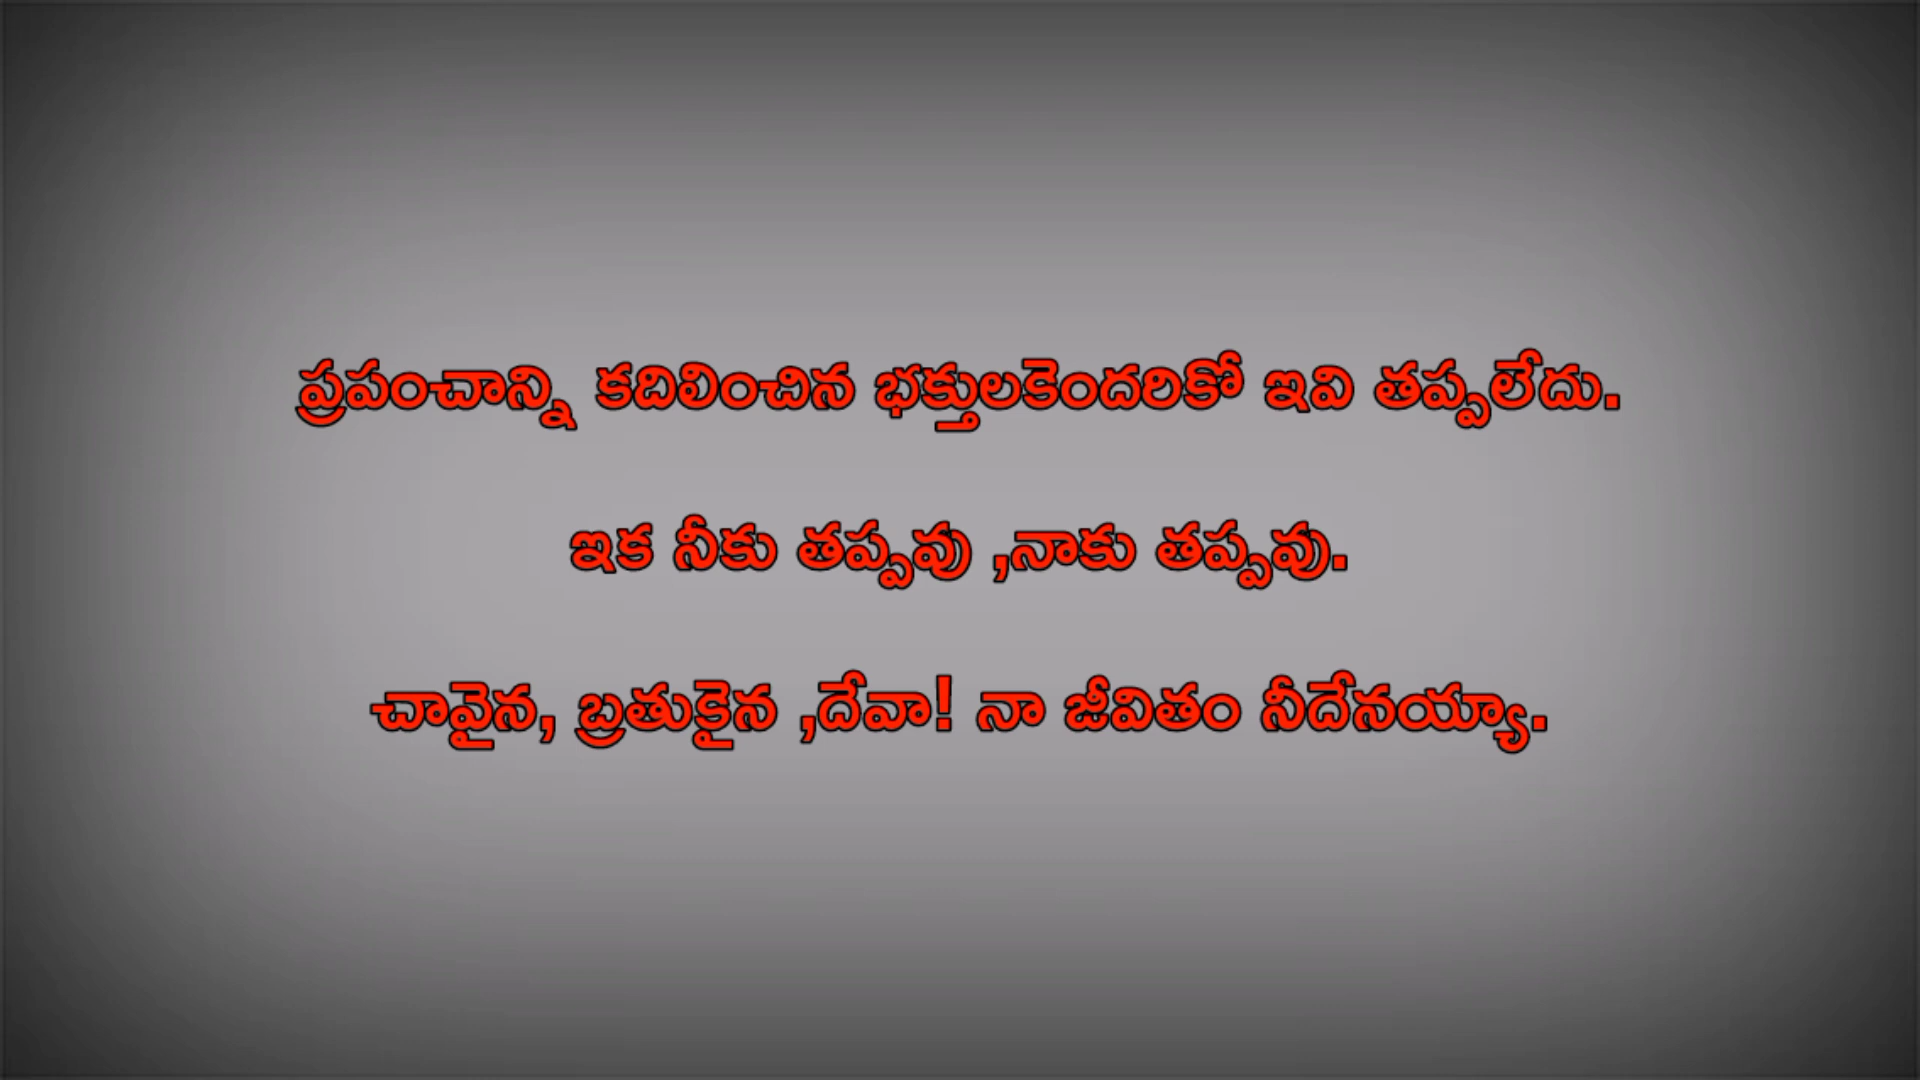 ప్రపంచాన్ని కదిలించిన భక్తులకెందరికో ఇవి తప్పలేదు.
ఇక నీకు తప్పవు ,నాకు తప్పవు.
చావైన, బ్రతుకైన ,దేవా! నా జీవితం నీదేనయ్యా.